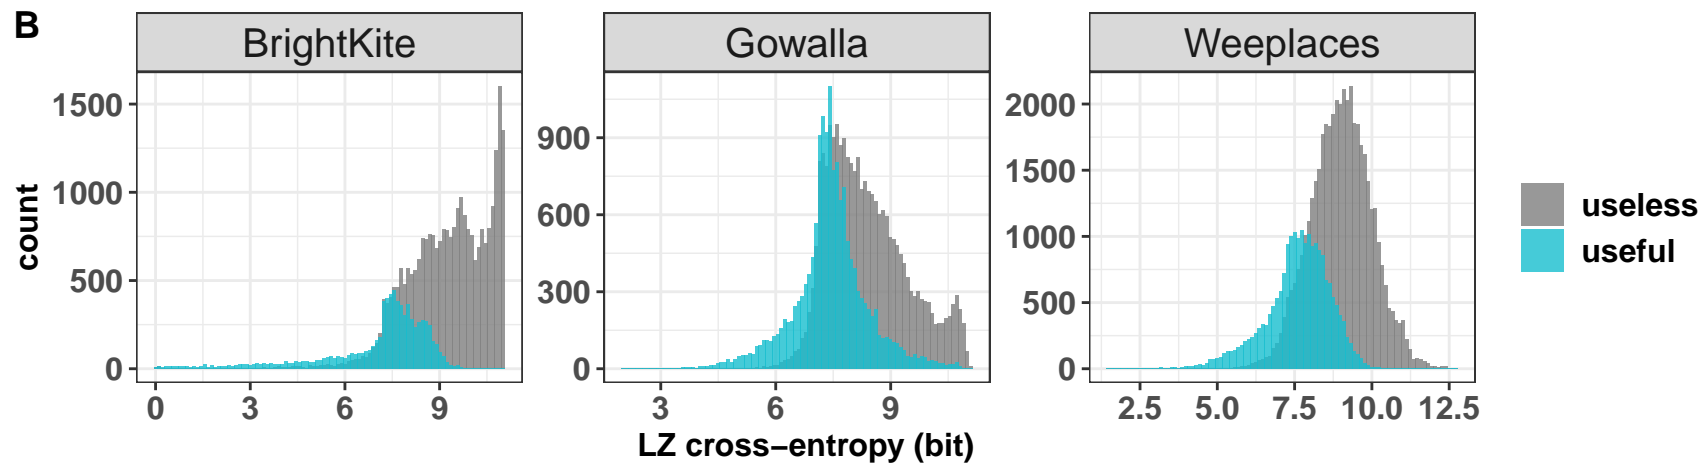 B
BrightKite
Gowalla
Weeplaces
count
1500
1000
500
0
900
600
300
0
2000
1500
1000
500
0
0 3 6 9
3 6 9
2.5 5.0 7.5 10.0 12.5
LZ cross−entropy (bit)
useless
useful